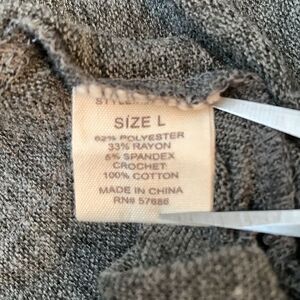 SIZE L
62% POLYESTER
33% RAYON
5% SPANDEX
CROCHET
100% COTTON
MADE IN CHINA
RN# 57686